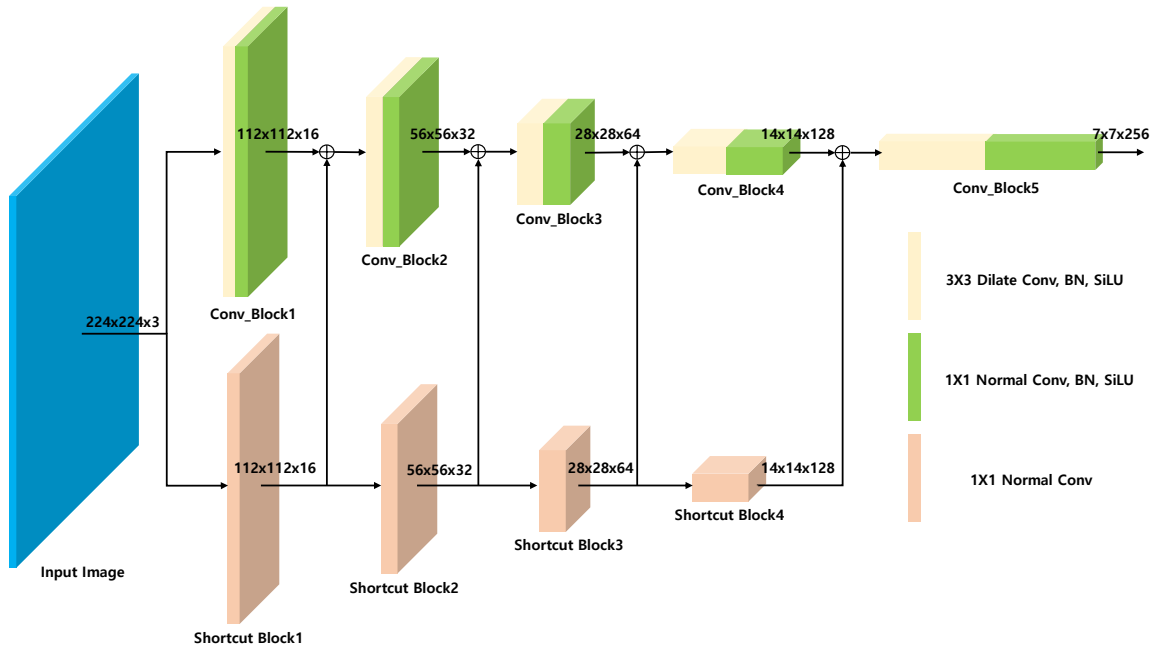 112x112x16
56x56x32
28x28x64
14x14x128
7x7x256
Conv_Block1
Conv_Block2
Conv_Block3
Conv_Block4
Conv_Block5
224x224x3
Input Image
112x112x16
56x56x32
28x28x64
14x14x128
Shortcut Block1
Shortcut Block2
Shortcut Block3
Shortcut Block4
3X3 Dilate Conv, BN, SiLU
1X1 Normal Conv, BN, SiLU
1X1 Normal Conv